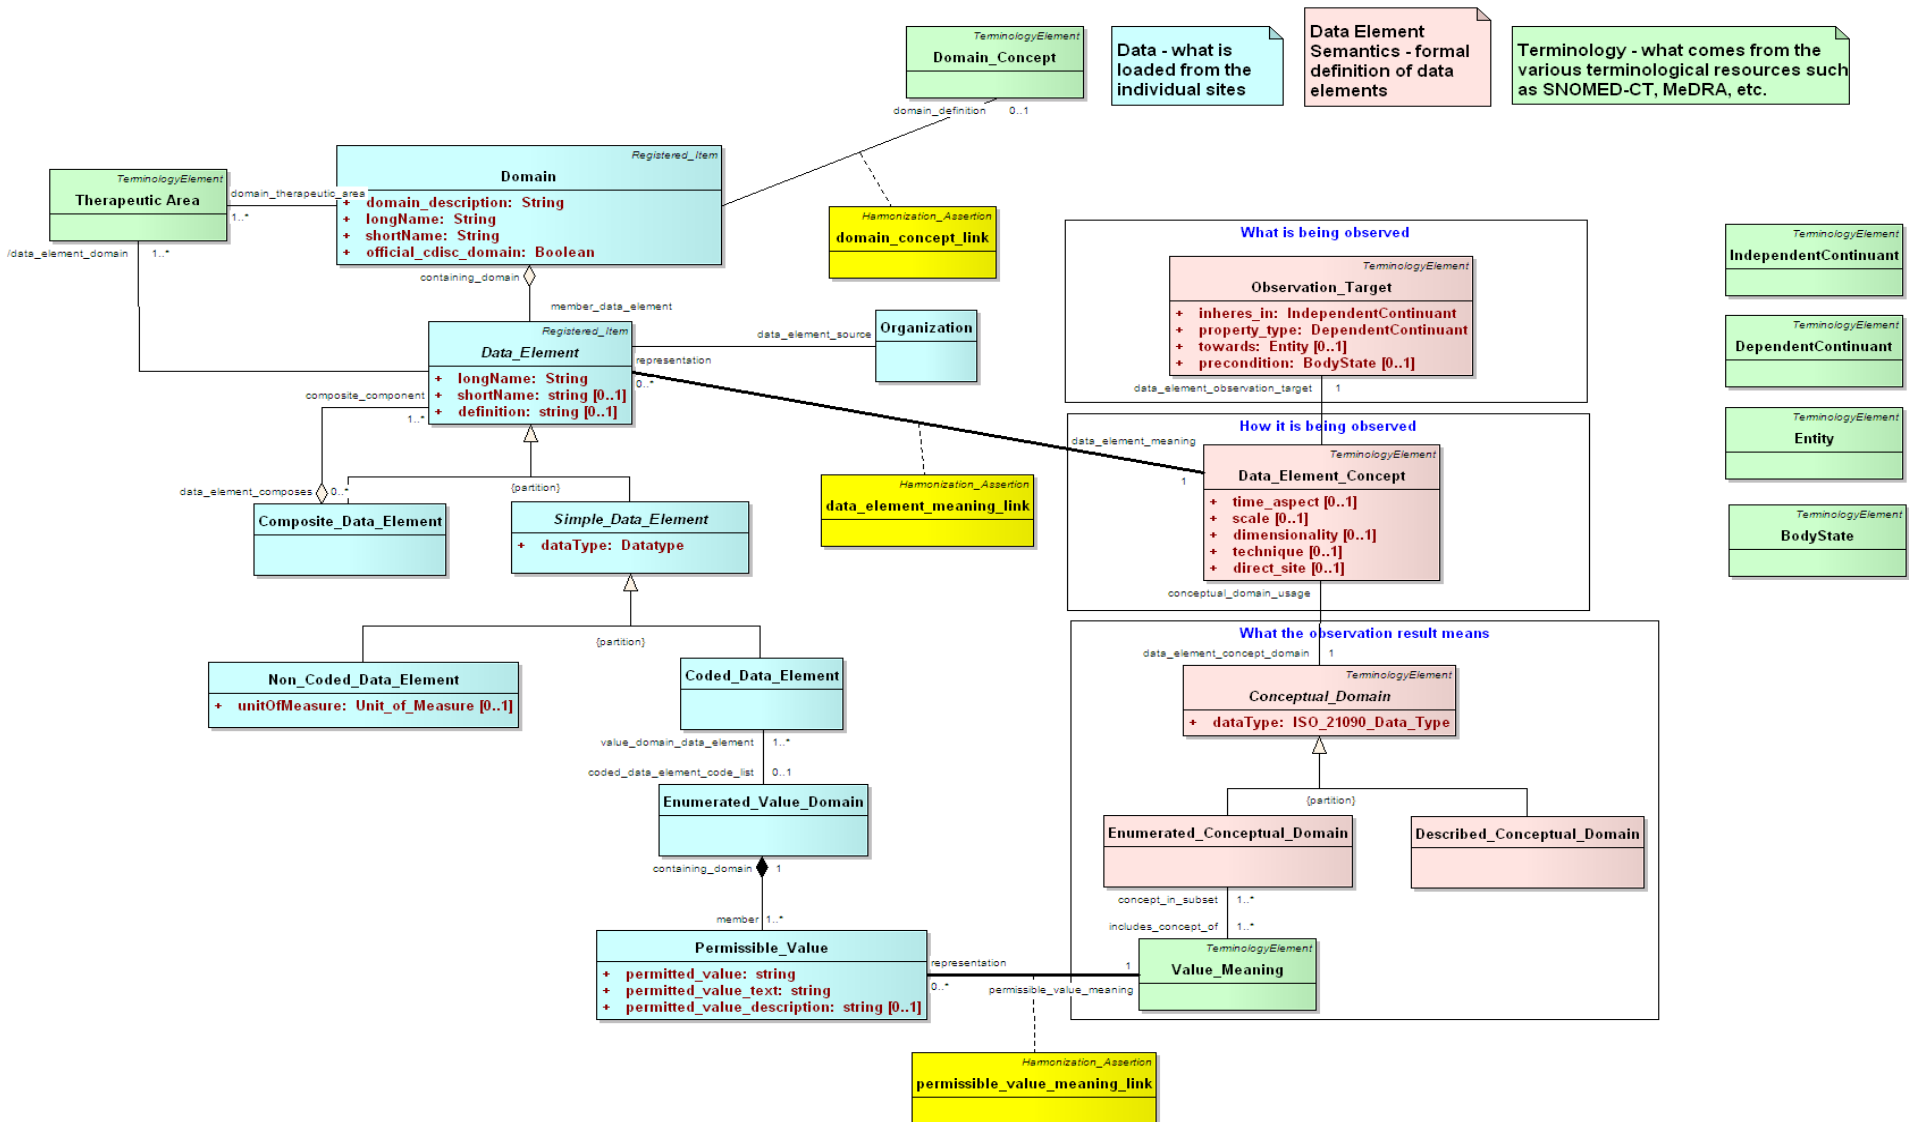 TerminologyElement
Domain_Concept
domain_definition
0..1
Data - what is
loaded from the
individual sites
Data Element
Semantics - formal
definition of data
elements
Terminology - what comes from the
various terminological resources such
as SNOMED-CT, MeDRA, etc.
TerminologyElement
Therapeutic Area
domain_therapeutic_area
1..*
/data_element_domain
1..*
Registered_Item
Domain
+ domain_description: String
+ longName: String
+ shortName: String
+ official_cdisc_domain: Boolean
containing_domain
member_data_element
Harmonization_Assertion
domain_concept_link
Registered_Item
Data_Element
+ longName: String
+ shortName: string [0..1]
+ definition: string [0..1]
data_element_source
Organization
representation
0..*
composite_component
1..*
data_element_composes
0..*
{partition}
Composite_Data_Element
Simple_Data_Element
+ dataType: Datatype
Harmonization_Assertion
data_element_meaning_link
{partition}
Non_Coded_Data_Element
+ unitOfMeasure: Unit_of_Measure [0..1]
Coded_Data_Element
value_domain_data_element
1..*
coded_data_element_code_list
0..1
Enumerated_Value_Domain
containing_domain
1
member
1..*
Permissible_Value
+ permitted_value: string
+ permitted_value_text: string
+ permitted_value_description: string [0..1]
representation
0..*
1
permissible_value_meaning
Harmonization_Assertion
permissible_value_meaning_link
What is being observed
TerminologyElement
Observation_Target
+ inheres_in: IndependentContinuant
+ property_type: DependentContinuant
+ towards: Entity [0..1]
+ precondition: BodyState [0..1]
data_element_observation_target
1
How it is being observed
data_element_meaning
1
TerminologyElement
Data_Element_Concept
+ time_aspect [0..1]
+ scale [0..1]
+ dimensionality [0..1]
+ technique [0..1]
+ direct_site [0..1]
conceptual_domain_usage
What the observation result means
data_element_concept_domain
1
TerminologyElement
Conceptual_Domain
+ dataType: ISO_21090_Data_Type
{partition}
Enumerated_Conceptual_Domain
Described_Conceptual_Domain
concept_in_subset
1..*
includes_concept_of
1..*
TerminologyElement
Value_Meaning
TerminologyElement
IndependentContinuant
TerminologyElement
DependentContinuant
TerminologyElement
Entity
TerminologyElement
BodyState